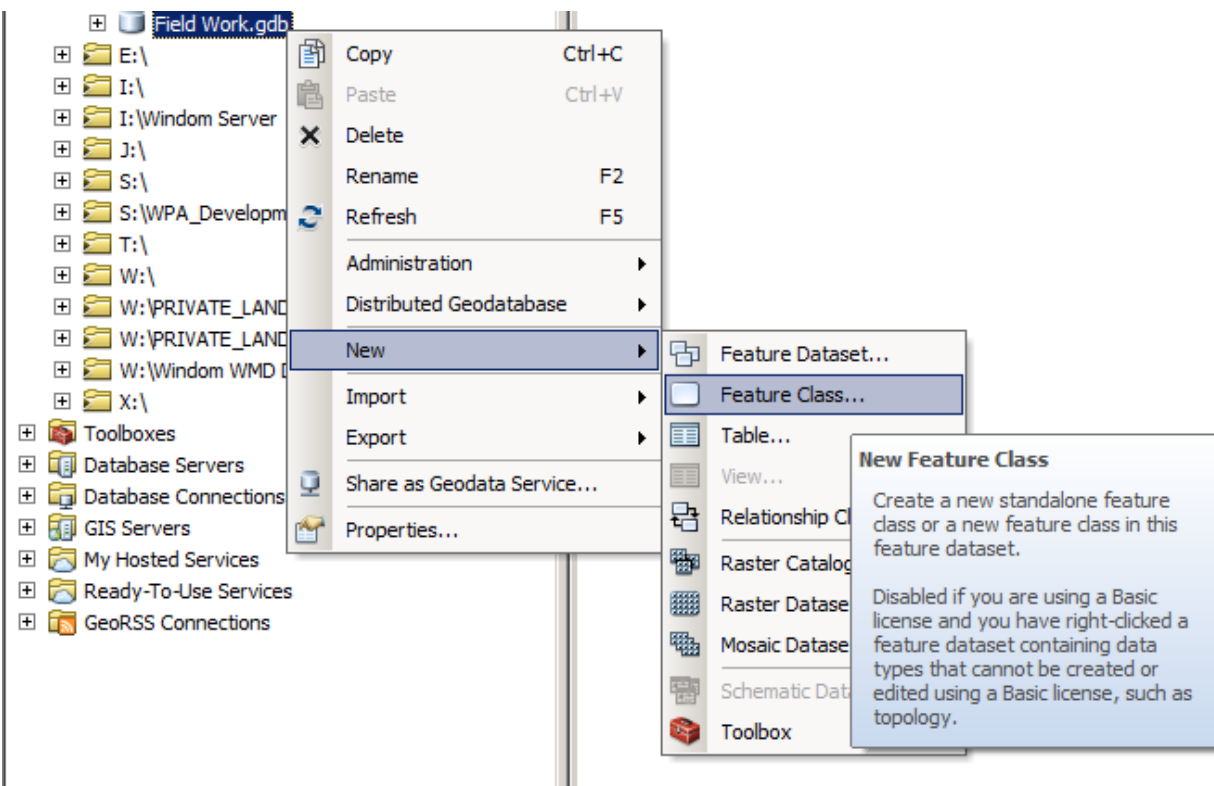 Field Work.gdb
E:\
I:\
I:\Windom Server
J:\
S:\
S:\WPA_Developm
T:\
W:\
W:\PRIVATE_LAND
W:\PRIVATE_LAND
W:\Windom WMD
X:\
Toolboxes
Database Servers
Database Connections
GIS Servers
My Hosted Services
Ready-To-Use Services
GeoRSS Connections
Copy Ctrl+C
Paste Ctrl+V
Delete
Rename F2
Refresh F5
Administration
Distributed Geodatabase
New
Import
Export
Share as Geodata Service...
Properties...
Feature Dataset...
Feature Class...
Table...
View...
Relationship Cl
Raster Catalog
Raster Datase
Mosaic Datase
Schematic Dat
Toolbox
New Feature Class
Create a new standalone feature
class or a new feature class in this
feature dataset.
Disabled if you are using a Basic
license and you have right-clicked a
feature dataset containing data
types that cannot be created or
edited using a Basic license, such as
topology.